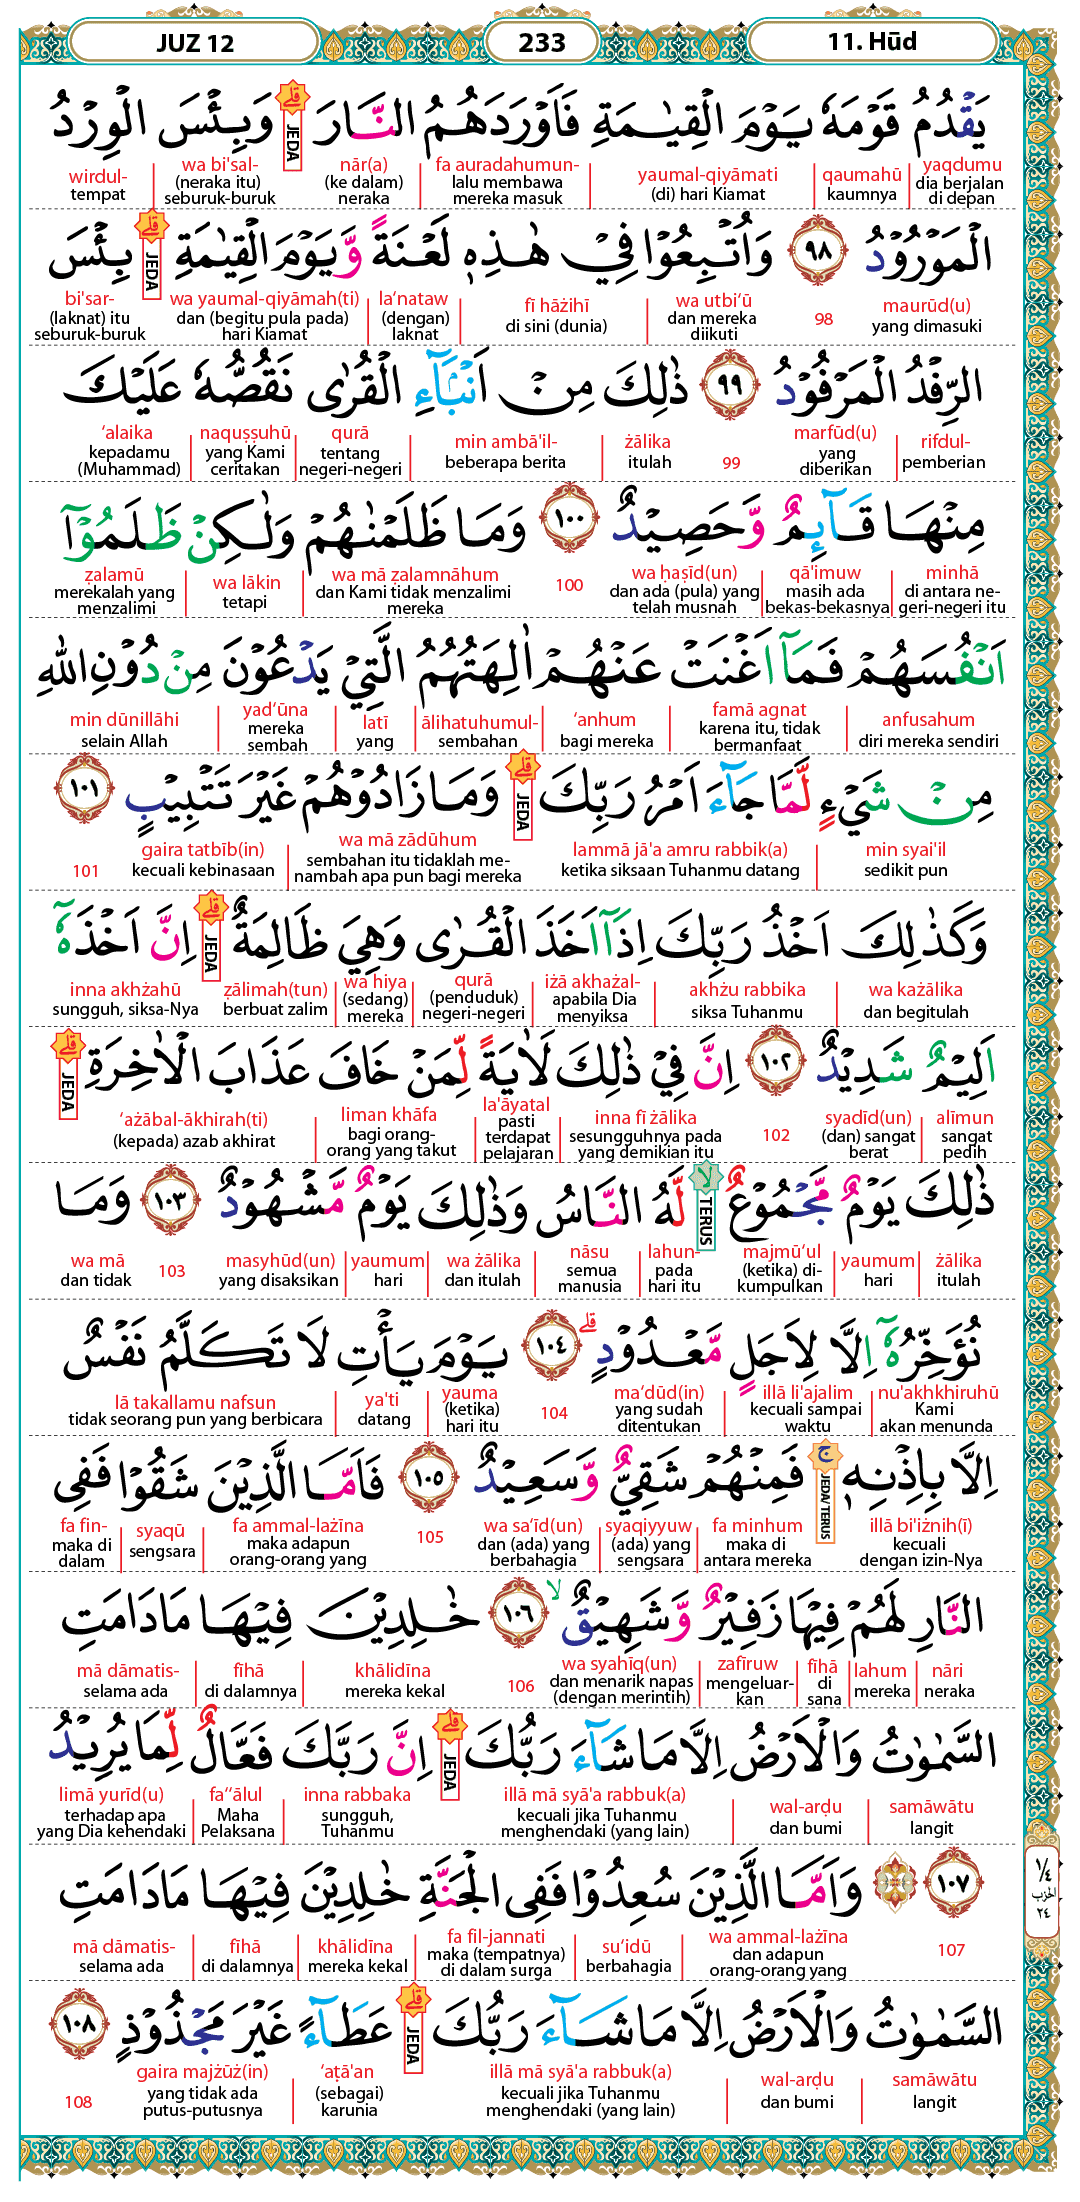 JUZ 12 233 11. Hūd
يَقْدُمُ قَوْمَهٗ يَوْمَ الْقِيٰمَةِ فَاَوْرَدَهُمُ النَّارَ ۗ وَبِئْسَ الْوِرْدُ
JEDA
yaqdumu qaumahū yaumal-qiyāmati fa auradahumun- nār(a) wa bi'sal- wirdul-
dia berjalan di depan kaumnya (di) hari Kiamat lalu membawa mereka masuk (ke dalam) neraka (neraka itu) seburuk-buruk tempat
الْمَوْرُوْدُ ٩٨ وَاُتْبِعُوْا فِيْ هٰذِهٖ لَعْنَةً وَّيَوْمَ الْقِيٰمَةِ ۗ بِئْسَ
JEDA
maurūd(u) 98 wa utbi‘ū fī hāżihī la‘nataw wa yaumal-qiyāmah(ti) bi'sar-
yang dimasuki dan mereka diikuti di sini (dunia) (dengan) laknat dan (begitu pula pada) hari Kiamat (laknat) itu seburuk-buruk
الرِّفْدُ الْمَرْفُوْدُ ٩٩ ذٰلِكَ مِنْ اَنْۢبَاۤءِ الْقُرٰى نَقُصُّهٗ عَلَيْكَ
rifdul- marfūd(u) 99 żālika min ambā'il- qurā naquṣṣuhū ‘alaika
pemberian yang diberikan itulah beberapa berita tentang negeri-negeri yang Kami ceritakan kepadamu (Muhammad)
مِنْهَا قَاۤىِٕمٌ وَّحَصِيْدٌ ١٠٠ وَمَا ظَلَمْنٰهُمْ وَلٰكِنْ ظَلَمُوْٓا
minhā qā'imuw wa ḥaṣīd(un) 100 wa mā ẓalamnāhum wa lākin ẓalamū
di antara negeri-negeri itu masih ada bekas-bekasnya dan ada (pula) yang telah musnah dan Kami tidak menzalimi mereka tetapi merekalah yang menzalimi
اَنْفُسَهُمْ فَمَآ اَغْنَتْ عَنْهُمْ اٰلِهَتُهُمُ الَّتِيْ يَدْعُوْنَ مِنْ دُوْنِ اللّٰهِ
anfusahum famā agnat ‘anhum ālihatuhumul- latī yad‘ūna min dūnillāhi
diri mereka sendiri karena itu, tidak bermanfaat bagi mereka sembahan yang mereka sembah selain Allah
مِنْ شَيْءٍ لَّمَّا جَاۤءَ اَمْرُ رَبِّكَ ۗ وَمَا زَادُوْهُمْ غَيْرَ تَتْبِيْبٍ ١٠١
JEDA
min syai'il lammā jā'a amru rabbik(a) wa mā zādūhum gaira tatbīb(in) 101
sedikit pun ketika siksaan Tuhanmu datang sembahan itu tidaklah menambah apa pun bagi mereka kecuali kebinasaan
وَكَذٰلِكَ اَخْذُ رَبِّكَ اِذَآ اَخَذَ الْقُرٰى وَهِيَ ظَالِمَةٌ ۗ اِنَّ اَخْذَهٗٓ
JEDA
wa każālika akhżu rabbika iżā akhażal- qurā wa hiya ẓālimah(tun) inna akhżahū
dan begitulah siksa Tuhanmu apabila Dia menyiksa (penduduk) negeri-negeri (sedang) mereka berbuat zalim sungguh, siksa-Nya
اَلِيْمٌ شَدِيْدٌ ١٠٢ اِنَّ فِيْ ذٰلِكَ لَاٰيَةً لِّمَنْ خَافَ عَذَابَ الْاٰخِرَةِ ۗ
JEDA
alīmun syadīd(un) 102 inna fī żālika la'āyatal liman khāfa ‘ażābal-ākhirah(ti)
sangat pedih (dan) sangat berat sesungguhnya pada yang demikian itu pasti terdapat pelajaran bagi orang-orang yang takut (kepada) azab akhirat
ذٰلِكَ يَوْمٌ مَّجْمُوْعٌ ۙ لَّهُ النَّاسُ وَذٰلِكَ يَوْمٌ مَّشْهُوْدٌ ١٠٣ وَمَا
TERUS
żālika yaumum majmū‘ul lahun- nāsu wa żālika yaumum masyhūd(un) 103 wa mā
itulah hari (ketika) dikumpulkan pada hari itu semua manusia dan itulah hari yang disaksikan dan tidak
نُؤَخِّرُهٗٓ اِلَّا لِاَجَلٍ مَّعْدُوْدٍ ۗ ١٠٤ يَوْمَ يَأْتِ لَا تَكَلَّمُ نَفْسٌ
nu'akhkhiruhū illā li'ajalim ma‘dūd(in) 104 yauma ya'ti lā takallamu nafsun
Kami akan menunda kecuali sampai waktu yang sudah ditentukan (ketika) hari itu datang tidak seorang pun yang berbicara
اِلَّا بِاِذْنِهٖ ۚ فَمِنْهُمْ شَقِيٌّ وَّسَعِيْدٌ ١٠٥ فَاَمَّا الَّذِيْنَ شَقُوْا فَفِى
JEDA/TERUS
illā bi'iżnih(ī) fa minhum syaqiyyuw wa sa‘īd(un) 105 fa ammal-lażīna syaqū fa fin-
kecuali dengan izin-Nya maka di antara mereka (ada) yang sengsara dan (ada) yang berbahagia maka adapun orang-orang yang sengsara maka di dalam
النَّارِ لَهُمْ فِيْهَا زَفِيْرٌ وَّشَهِيْقٌ ۙ ١٠٦ خٰلِدِيْنَ فِيْهَا مَا دَامَتِ
nāri lahum fīhā zafīruw wa syahīq(un) 106 khālidīna fīhā mā dāmatis-
neraka mereka di sana mengeluarkan dan menarik napas (dengan merintih) mereka kekal di dalamnya selama ada
السَّمٰوٰتُ وَالْاَرْضُ اِلَّا مَا شَاۤءَ رَبُّكَ ۗ اِنَّ رَبَّكَ فَعَّالٌ لِّمَا يُرِيْدُ
JEDA
samāwātu wal-arḍu illā mā syā'a rabbuk(a) inna rabbaka fa‘‘ālul limā yurīd(u)
langit dan bumi kecuali jika Tuhanmu menghendaki (yang lain) sungguh, Tuhanmu Maha Pelaksana terhadap apa yang Dia kehendaki
١٠٧ ۞ وَاَمَّا الَّذِيْنَ سُعِدُوْا فَفِى الْجَنَّةِ خٰلِدِيْنَ فِيْهَا مَا دَامَتِ
١/٤ الحزب ٢٤
107 wa ammal-lażīna su‘idū fa fil-jannati khālidīna fīhā mā dāmatis-
dan adapun orang-orang yang berbahagia maka (tempatnya) di dalam surga mereka kekal di dalamnya selama ada
السَّمٰوٰتُ وَالْاَرْضُ اِلَّا مَا شَاۤءَ رَبُّكَ ۗ عَطَاۤءً غَيْرَ مَجْذُوْذٍ ١٠٨
JEDA
samāwātu wal-arḍu illā mā syā'a rabbuk(a) ‘aṭā'an gaira majżūż(in) 108
langit dan bumi kecuali jika Tuhanmu menghendaki (yang lain) (sebagai) karunia yang tidak ada putus-putusnya